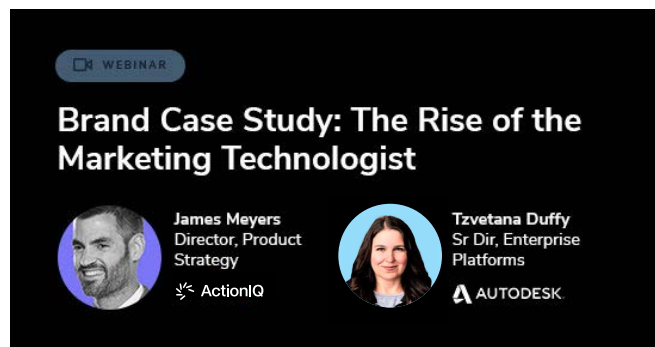 WEBINAR
Brand Case Study: The Rise of the
Marketing Technologist
James Meyers
Director, Product
Strategy
ActionIQ
Tzvetana Duffy
Sr Dir, Enterprise
Platforms
AUTODESK